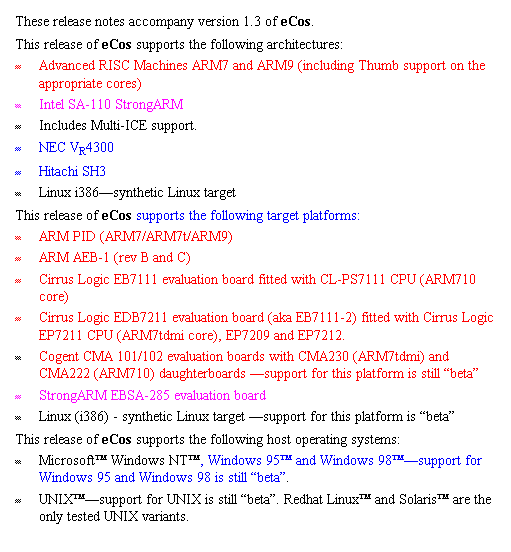 These release notes accompany version 1.3 of eCos.
This release of eCos supports the following architectures:
Advanced RISC Machines ARM7 and ARM9 (including Thumb support on the
appropriate cores)
Intel SA-110 StrongARM
Includes Multi-ICE support.
NEC VR4300
Hitachi SH3
Linux i386—synthetic Linux target
This release of eCos supports the following target platforms:
ARM PID (ARM7/ARM7t/ARM9)
ARM AEB-1 (rev B and C)
Cirrus Logic EB7111 evaluation board fitted with CL-PS7111 CPU (ARM710
core)
Cirrus Logic EDB7211 evaluation board (aka EB7111-2) fitted with Cirrus Logic
EP7211 CPU (ARM7tdmi core), EP7209 and EP7212.
Cogent CMA 101/102 evaluation boards with CMA230 (ARM7tdmi) and
CMA222 (ARM710) daughterboards —support for this platform is still “beta”
StrongARM EBSA-285 evaluation board
Linux (i386) - synthetic Linux target —support for this platform is “beta”
This release of eCos supports the following host operating systems:
Microsoft™ Windows NT™, Windows 95™ and Windows 98™—support for
Windows 95 and Windows 98 is still “beta”.
UNIX™—support for UNIX is still “beta”. Redhat Linux™ and Solaris™ are the
only tested UNIX variants.